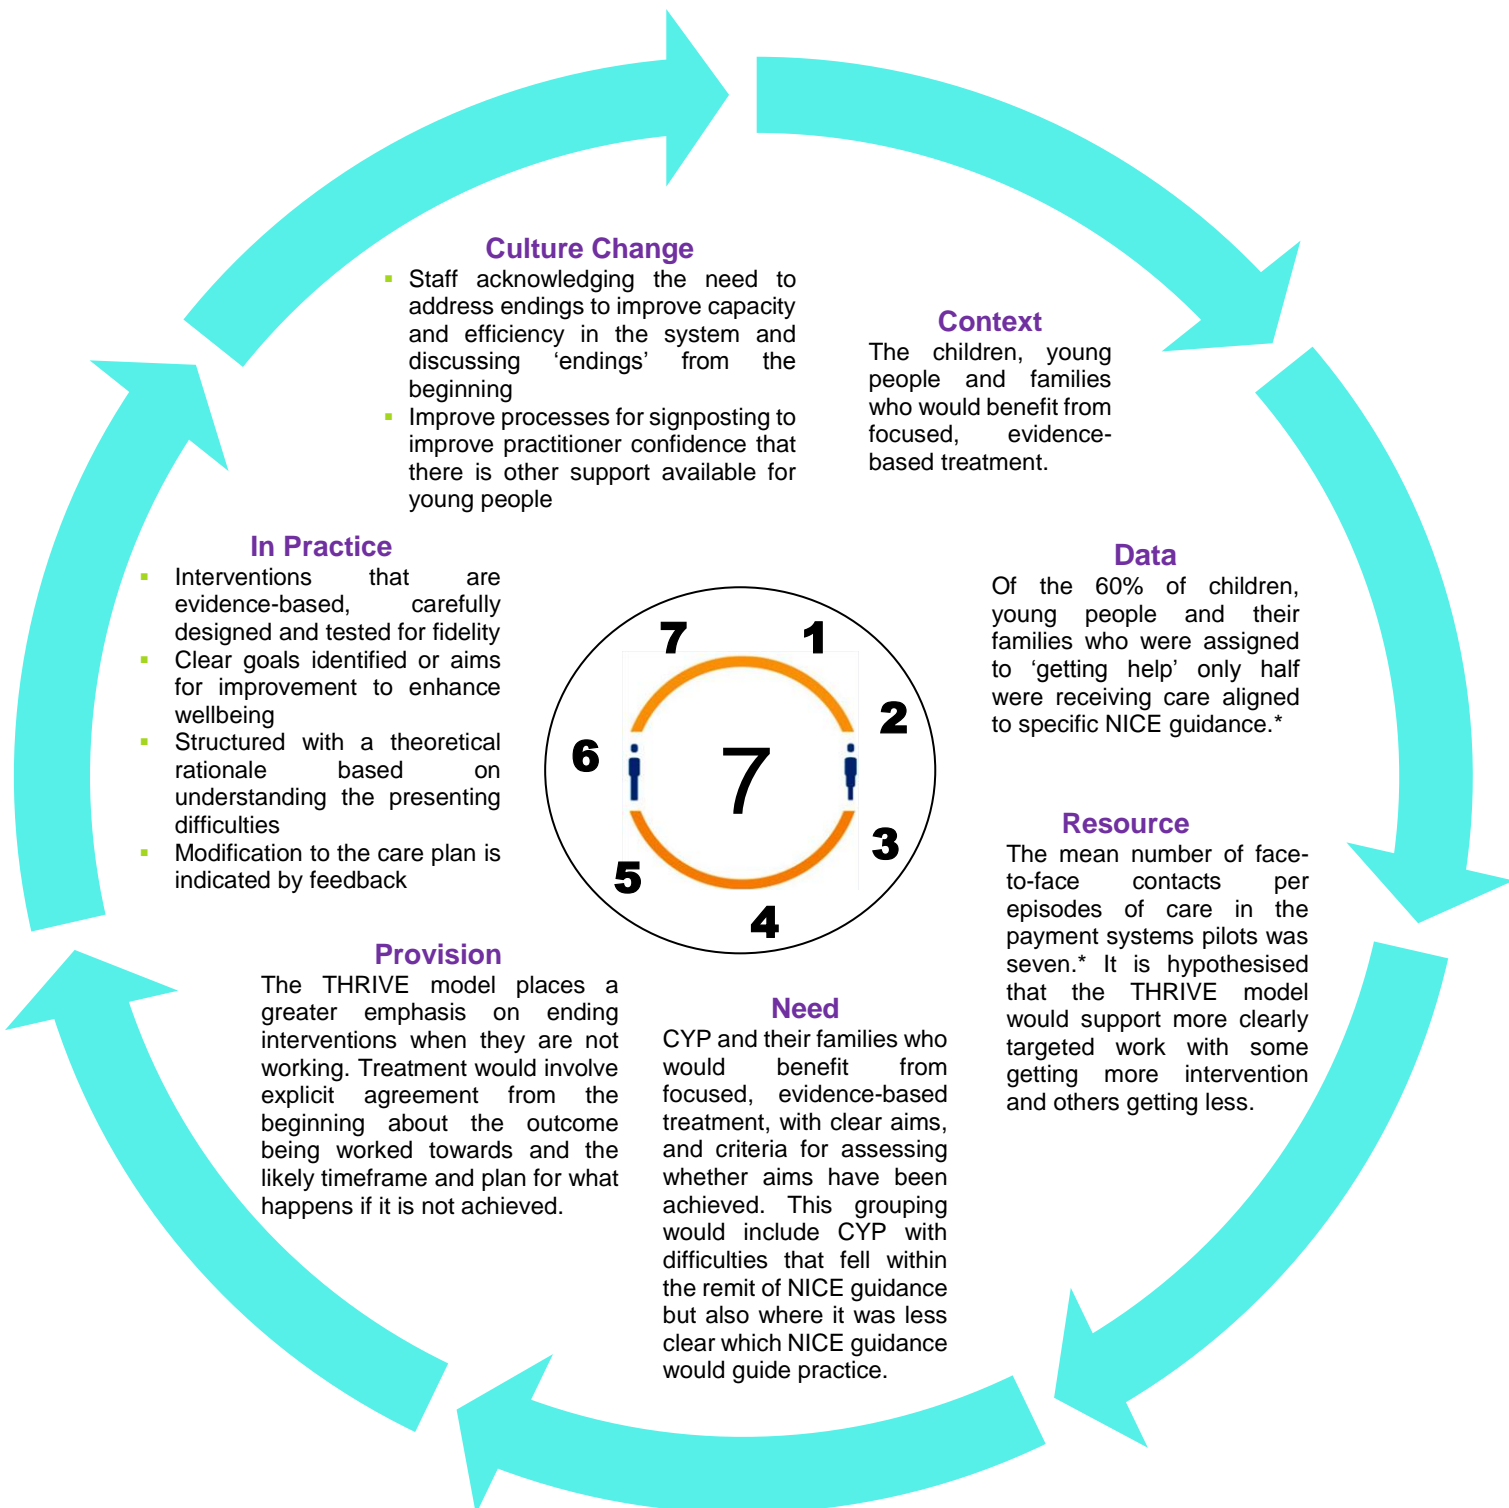 Culture Change
▪ Staff acknowledging the need to
address endings to improve capacity
and efficiency in the system and
discussing ‘endings’ from the
beginning
▪ Improve processes for signposting to
improve practitioner confidence that
there is other support available for
young people
Context
The children, young
people and families
who would benefit from
focused, evidence-
based treatment.
Data
Of the 60% of children,
young people and their
families who were assigned
to ‘getting help’ only half
were receiving care aligned
to specific NICE guidance.*
Resource
The mean number of face-
to-face contacts per
episodes of care in the
payment systems pilots was
seven.* It is hypothesised
that the THRIVE model
would support more clearly
targeted work with some
getting more intervention
and others getting less.
Need
CYP and their families who
would benefit from
focused, evidence-based
treatment, with clear aims,
and criteria for assessing
whether aims have been
achieved. This grouping
would include CYP with
difficulties that fell within
the remit of NICE guidance
but also where it was less
clear which NICE guidance
would guide practice.
Provision
The THRIVE model places a
greater emphasis on ending
interventions when they are not
working. Treatment would involve
explicit agreement from the
beginning about the outcome
being worked towards and the
likely timeframe and plan for what
happens if it is not achieved.
In Practice
▪ Interventions that are
evidence-based, carefully
designed and tested for fidelity
▪ Clear goals identified or aims
for improvement to enhance
wellbeing
▪ Structured with a theoretical
rationale based on
understanding the presenting
difficulties
▪ Modification to the care plan is
indicated by feedback
1
2
3
4
5
6
7
7